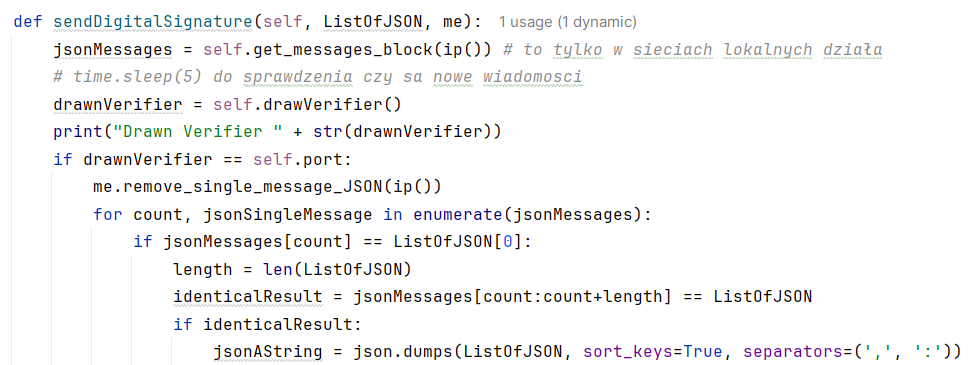 def sendDigitalSignature(self, ListOfJSON, me): 1 usage (1 dynamic)
    jsonMessages = self.get_messages_block(ip()) # to tylko w sieciach lokalnych działa
    # time.sleep(5) do sprawdzenia czy sa nowe wiadomosci
    drawnVerifier = self.drawVerifier()
    print("Drawn Verifier " + str(drawnVerifier))
    if drawnVerifier == self.port:
        me.remove_single_message_JSON(ip())
        for count, jsonSingleMessage in enumerate(jsonMessages):
            if jsonMessages[count] == ListOfJSON[0]:
                length = len(ListOfJSON)
                identicalResult = jsonMessages[count:count+length] == ListOfJSON
                if identicalResult:
                    jsonAString = json.dumps(ListOfJSON, sort_keys=True, separators=(',', ':'))